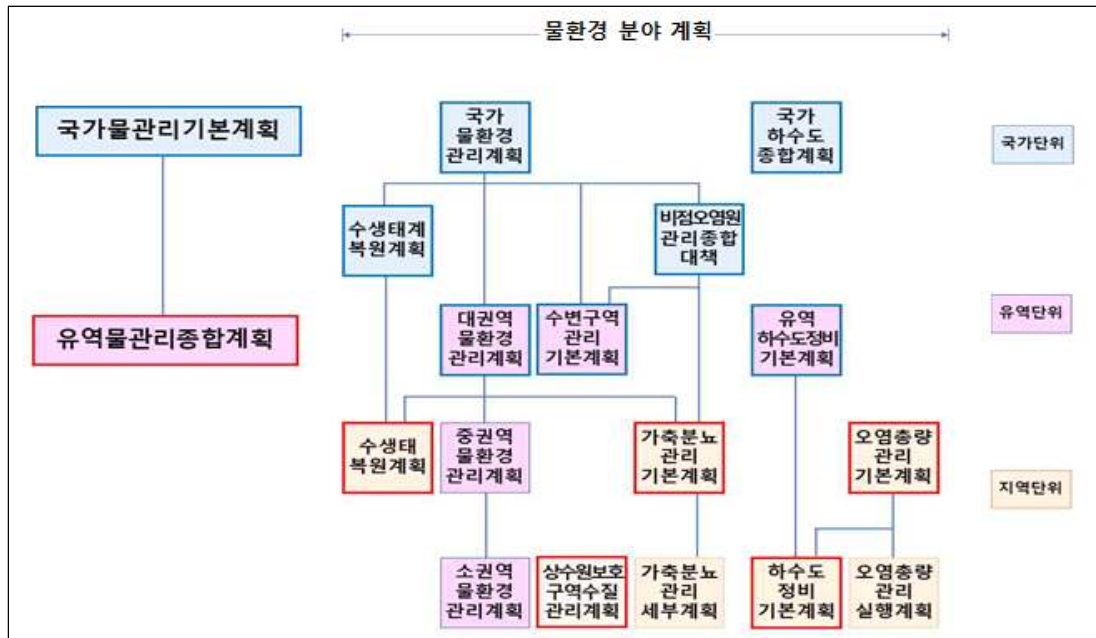 물환경 분야 계획
국가물관리기본계획
국가
물환경
관리계획
국가
하수도
종합계획
국가단위
수생태계
복원계획
비점오염원
관리종합
대책
유역물관리종합계획
대권역
물환경
관리계획
수변구역
관리
기본계획
유역
하수도정비
기본계획
유역단위
수생태
복원계획
중권역
물환경
관리계획
가축분뇨
관리
기본계획
오염총량
관리
기본계획
지역단위
소권역
물환경
관리계획
상수원보호
구역수질
관리계획
가축분뇨
관리
세부계획
하수도
정비
기본계획
오염총량
관리
실행계획